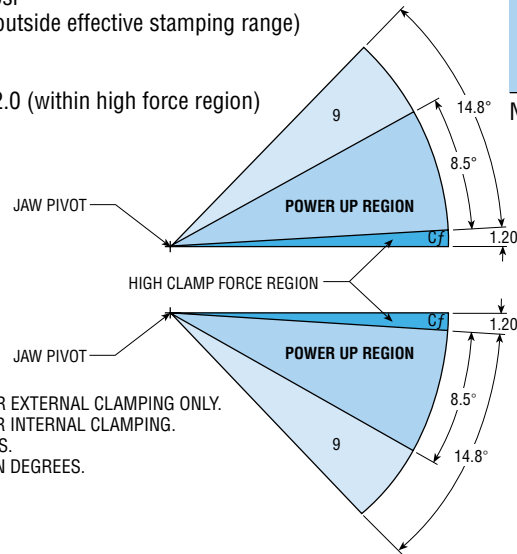 outside effective stamping range)
2.0 (within high force region)
9
14.8°
8.5°
JAW PIVOT
POWER UP REGION
Cƒ
1.20
HIGH CLAMP FORCE REGION
Cƒ
1.20
JAW PIVOT
POWER UP REGION
8.5°
R EXTERNAL CLAMPING ONLY.
R INTERNAL CLAMPING.
9
14.8°
S.
N DEGREES.